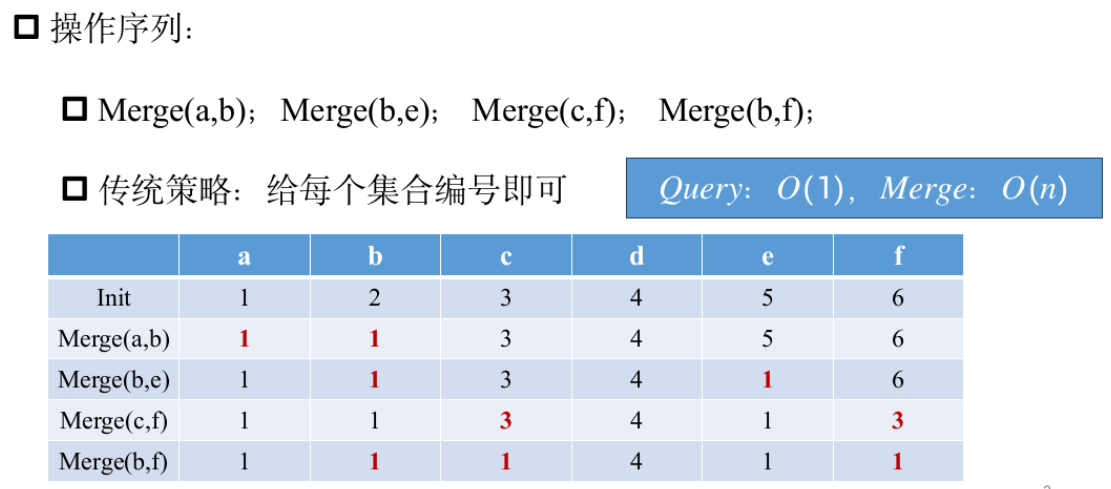 操作序列：
Merge(a,b)； Merge(b,e)； Merge(c,f)； Merge(b,f)；
传统策略：给每个集合编号即可 Query：O(1)，Merge：O(n)
a b c d e f
Init 1 2 3 4 5 6
Merge(a,b) 1 1 3 4 5 6
Merge(b,e) 1 1 3 4 1 6
Merge(c,f) 1 1 3 4 1 3
Merge(b,f) 1 1 1 4 1 1